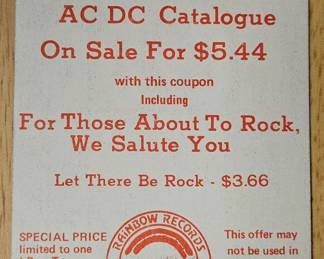 AC DC Catalogue
On Sale For $5.44
with this coupon
Including
For Those About To Rock,
We Salute You
Let There Be Rock - $3.66
SPECIAL PRICE
limited to one
RAINBOW RECORDS
This offer may
not be used in